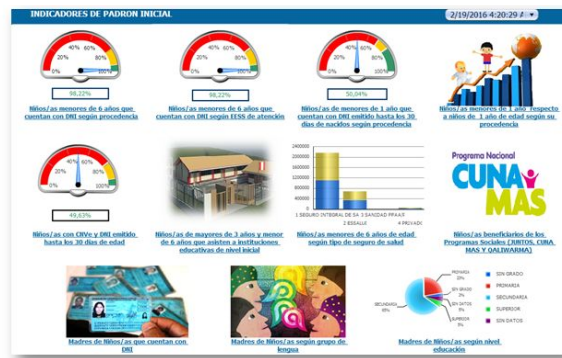 INDICADORES DE PADRON INICIAL
2/19/2016 4:20:29
20% 40% 60% 80%
0% 100%
98,22%
Niños/as menores de 6 años que
cuentan con DNI según procedencia
20% 40% 60% 80%
0% 100%
98,22%
Niños/as menores de 6 años que
cuentan con DNI según EESS de atención
20% 40% 60% 80%
0% 100%
50,04%
Niños/as menores de 1 año que
cuentan con DNI emitido hasta los 30
días de nacidos según procedencia
Niños/as menores de 1 año respecto
a niños de 1 año de edad según su
procedencia
20% 40% 60% 80%
0% 100%
49,63%
Niños/as con CNVe y DNI emitido
hasta los 30 días de edad
Niños/as de mayores de 3 años y menor
de 6 años que asisten a instituciones
educativas de nivel inicial
2400000
2000000
1600000
1200000
800000
400000
0
1 SEGURO INTEGRAL DE SA 3 SANIDAD
2 ESSALUD 4 PRIVADO
Niños/as menores de 6 años de edad
según tipo de seguro de salud
Programa Nacional
CUNA
MAS
Niños/as beneficiarios de los
Programas Sociales (JUNTOS, CUNA
MAS Y QALIWARMA)
Madres de Niños/as que cuentan con
DNI
Madres de Niños/as según grupo de
lengua
PRIMARIA
SIN GRADO
SIN DATOS
SUPERIOR
SECUNDARIA
SIN GRADO
PRIMARIA
SECUNDARIA
SUPERIOR
SIN DATOS
Madres de Niños/as según nivel
educación